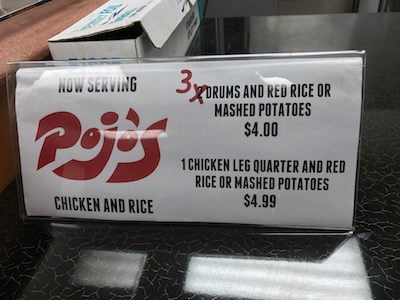 NOW SERVING
Pojo's
CHICKEN AND RICE
3 DRUMS AND RED RICE OR
MASHED POTATOES
$4.00
1 CHICKEN LEG QUARTER AND RED
RICE OR MASHED POTATOES
$4.99